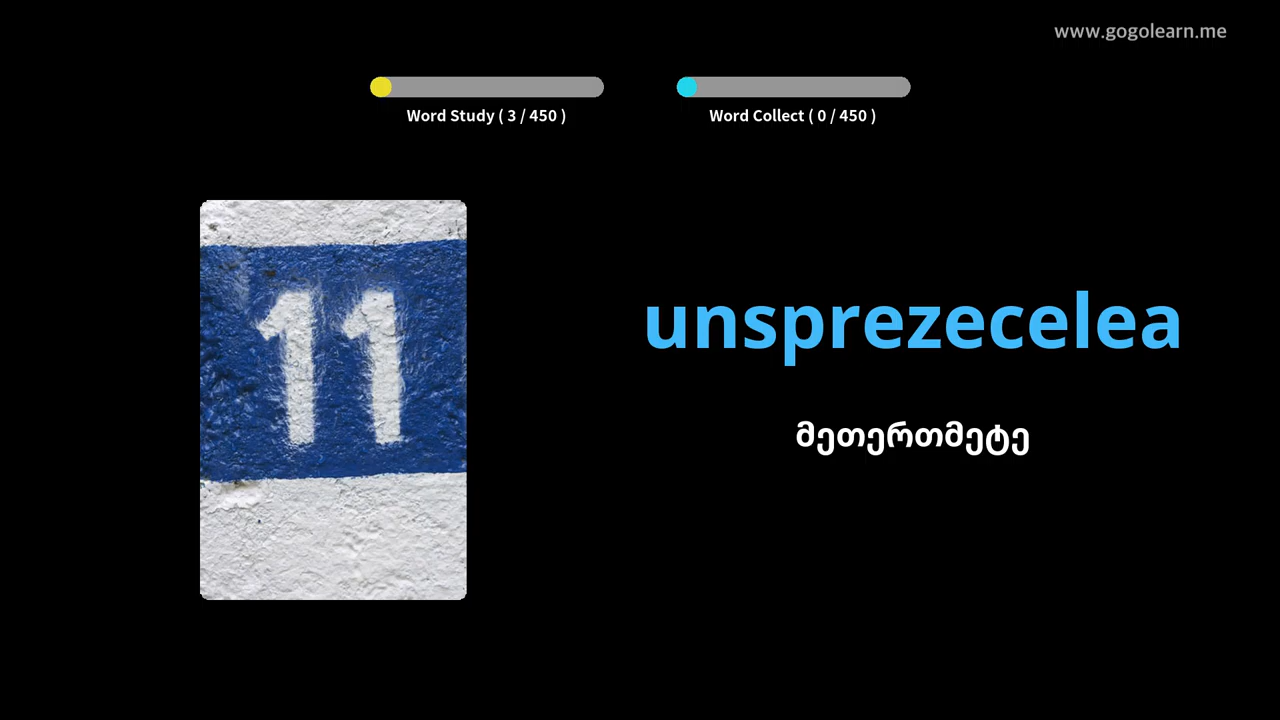 www.gogolearn.me
Word Study ( 3 / 450 )
Word Collect ( 0 / 450 )
11
unsprezecelea
მეთერთმეტე